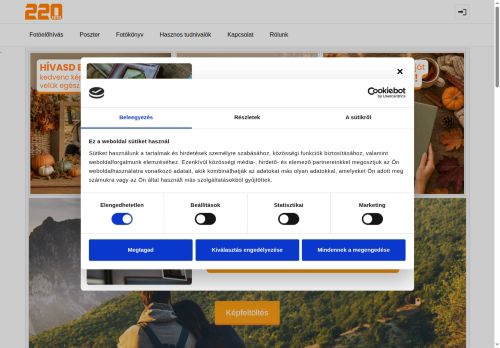 220
Fotóelőhívás Poszter Fotókönyv Hasznos tudnivalók Kapcsolat Rólunk
HÍVASD
kedvenc
velük egész
Cookiebot
Beleegyezés Részletek A sütikről
Ez a weboldal sütiket használ
Sütiket használunk a tartalmak és hirdetések személyre szabásához, közösségi funkciók biztosításához, valamint
weboldalforgalmunk elemzéséhez. Ezenkívül közösségi média-, hirdető- és elemező partnereinkkel megosztjuk az Ön
weboldalhasználatra vonatkozó adatait, akik kombinálhatják az adatokat más olyan adatokkal, amelyeket Ön adott meg
számukra vagy az Ön által használt más szolgáltatásokból gyűjtöttek.
Elengedhetetlen Beállítások Statisztikai Marketing
Megtagad Kiválasztás engedélyezése Mindennek a megengedése
Képfeltöltés